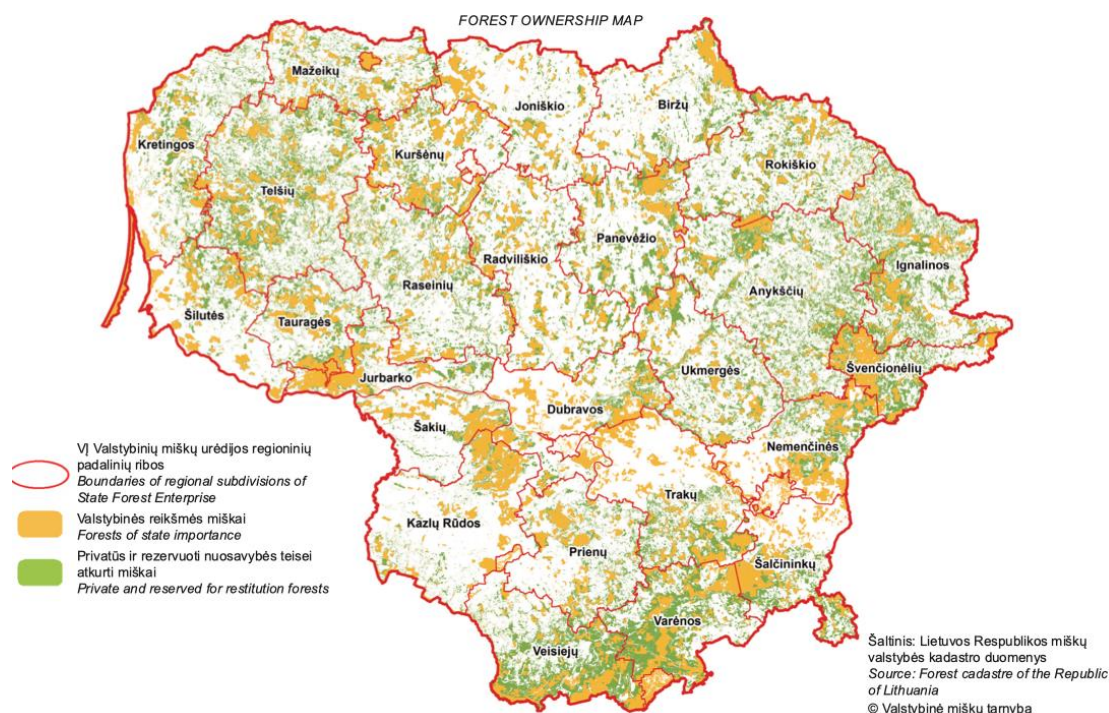 FOREST OWNERSHIP MAP
Mažeikų
Joniškio
Biržų
Kretingos
Kuršėnų
Rokiškio
Telšių
Panevėžio
Radviliškio
Ignalinos
Raseinių
Anykščių
Šilutės
Tauragės
Švenčionėlių
Jurbarko
Ukmergės
Dubravos
Šakių
Nemenčinės
Trakų
Kazlų Rūdos
Prienų
Šalčininkų
Varėnos
Veisiejų
VĮ Valstybinių miškų urėdijos regioninių
padalinių ribos
Boundaries of regional subdivisions of
State Forest Enterprise
Valstybinės reikšmės miškai
Forests of state importance
Privatūs ir rezervuoti nuosavybės teisei
atkurti miškai
Private and reserved for restitution forests
Šaltinis: Lietuvos Respublikos miškų
valstybės kadastro duomenys
Source: Forest cadastre of the Republic
of Lithuania
© Valstybinė miškų tarnyba